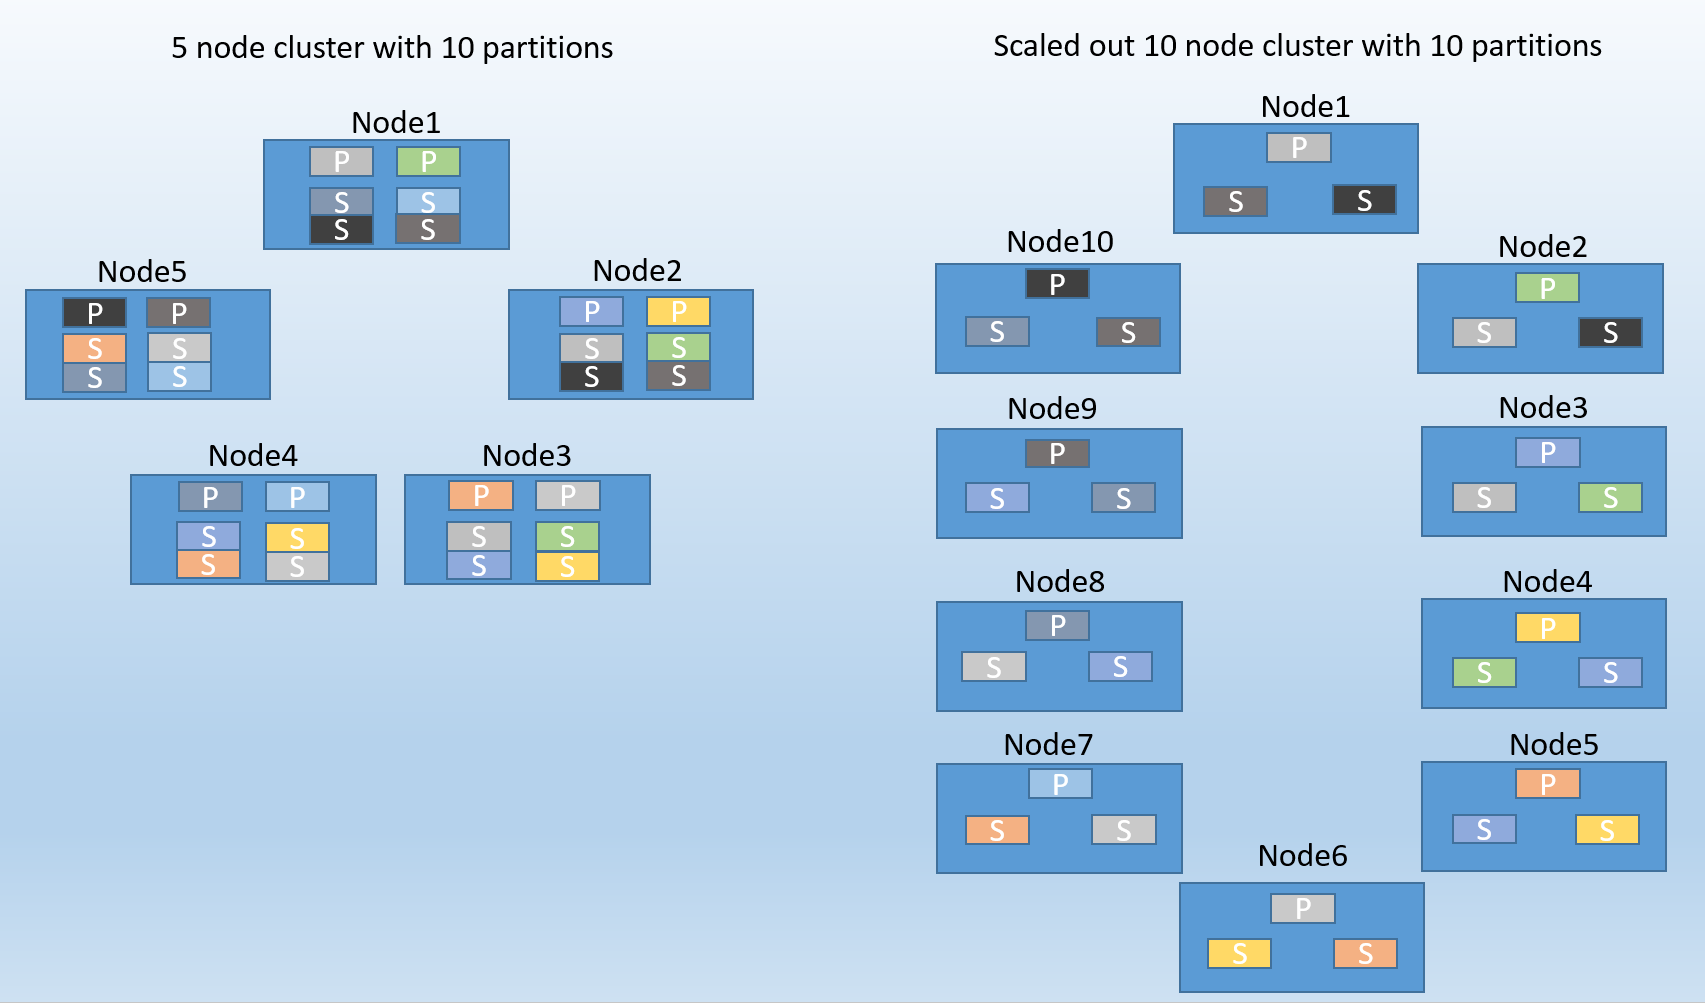 5 node cluster with 10 partitions
Node1
P P
S S
S S
Node5
P P
S S
S S
Node2
P P
S S
S S
Node4
P P
S S
S S
Node3
P P
S S
S S
Scaled out 10 node cluster with 10 partitions
Node1
P
S S
Node10
P
S S
Node2
P
S S
Node9
P
S S
Node3
P
S S
Node8
P
S S
Node4
P
S S
Node7
P
S S
Node5
P
S S
Node6
P
S S